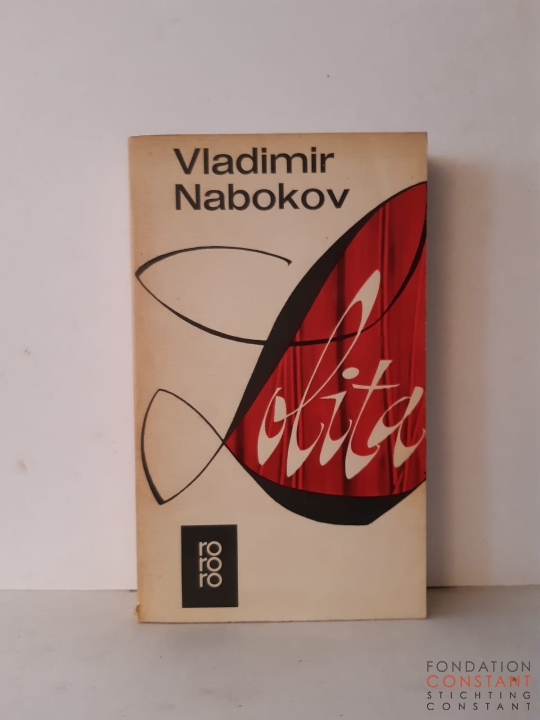 Vladimir
Nabokov
Lolita
ro
ro
ro
FONDATION
CONSTANT
STICHTING
CONSTANT